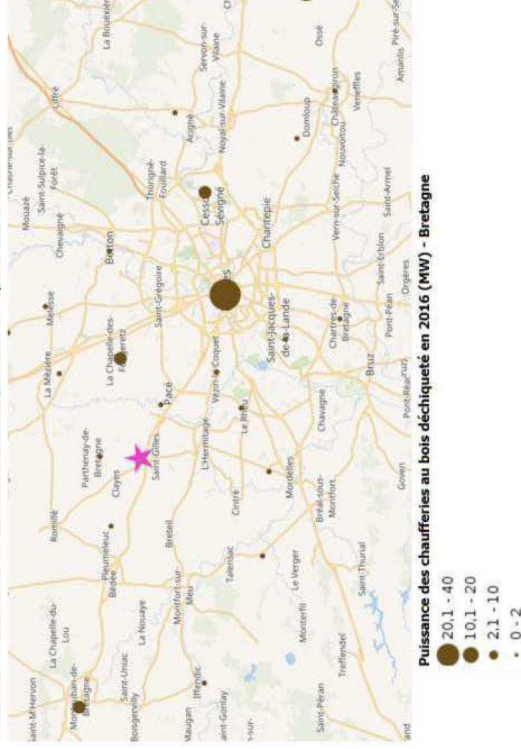 La Bouëxière
Servon-sur-
Vilaine
Ossé
Piré-sur-Se
Amanlis
Liffré
Acigné
Noyal-sur-Vilaine
Domloup
Châteaugiron
Nouvoitou
Veneffles
Mouazé
Saint-Sulpice-la-
Forêt
Chevaigné
Thorigné-
Fouillard
Cesson-
Sévigné
Chantepie
Vern-sur-Seiche
Saint-Armel
Betton
Melesse
Saint-Grégoire
Saint-Erblon
Orgères
La Mézière
La Chapelle-des-
Fougeretz
Pacé
Vezin-le-Coquet
Saint-Jacques-
de-la-Lande
Chartres-de-
Bretagne
Pont-Péan
Bruz
Parthenay-de-
Bretagne
Clayes
Saint-Gilles
L'Hermitage
Le Rheu
Chavagne
Pont-Réan
Romillé
Pleumeleuc
Bédée
Breteil
Cintré
Mordelles
Bréal-sous-
Montfort
Goven
La Chapelle-du-
Lou
La Nouaye
Montfort-sur-
Meu
Talensac
Le Verger
Monterfil
Saint-Thurial
Treffendel
Saint-M'Hervon
Montauban-de-
Bretagne
Saint-Uniac
Boisgervilly
Iffendic
Maugan
aint-Gonlay
n-sur-
Saint-Péran
and
Puissance des chaufferies au bois déchiqueté en 2016 (MW) - Bretagne
20,1 - 40
10,1 - 20
2,1 - 10
0 - 2